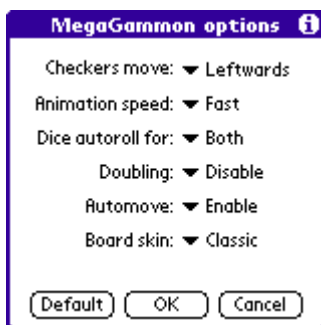 MegaGammon options i
Checkers move: Leftwards
Animation speed: Fast
Dice autoroll for: Both
Doubling: Disable
Automove: Enable
Board skin: Classic
Default OK Cancel